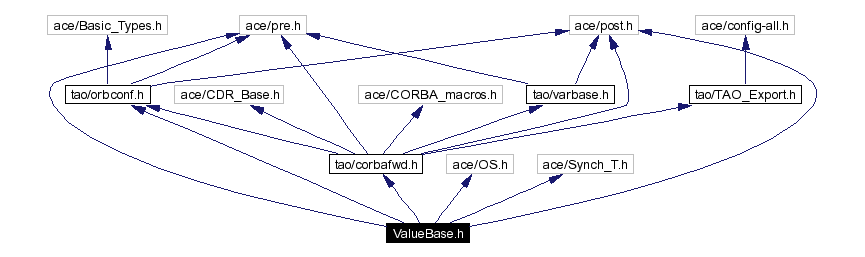 ace/Basic_Types.h
ace/pre.h
ace/post.h
ace/config-all.h
tao/orbconf.h
ace/CDR_Base.h
ace/CORBA_macros.h
tao/varbase.h
tao/TAO_Export.h
tao/corbafwd.h
ace/OS.h
ace/Synch_T.h
ValueBase.h